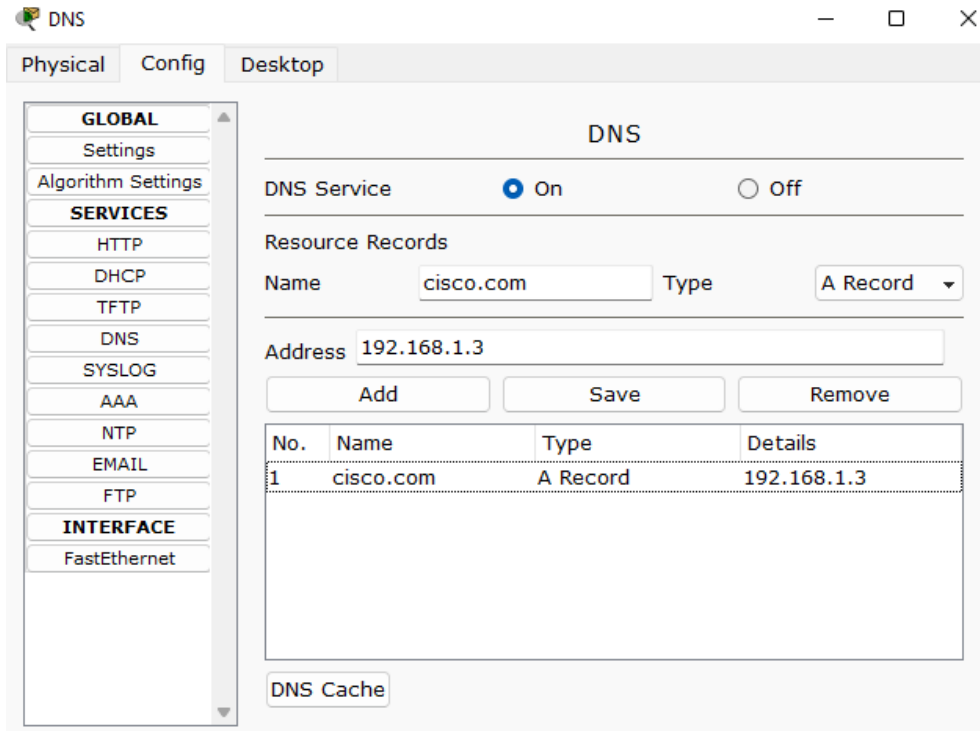 DNS
Physical Config Desktop
GLOBAL
Settings
Algorithm Settings
SERVICES
HTTP
DHCP
TFTP
DNS
SYSLOG
AAA
NTP
EMAIL
FTP
INTERFACE
FastEthernet
DNS
DNS Service On Off
Resource Records
Name cisco.com Type A Record
Address 192.168.1.3
Add Save Remove
No. Name Type Details
1 cisco.com A Record 192.168.1.3
DNS Cache